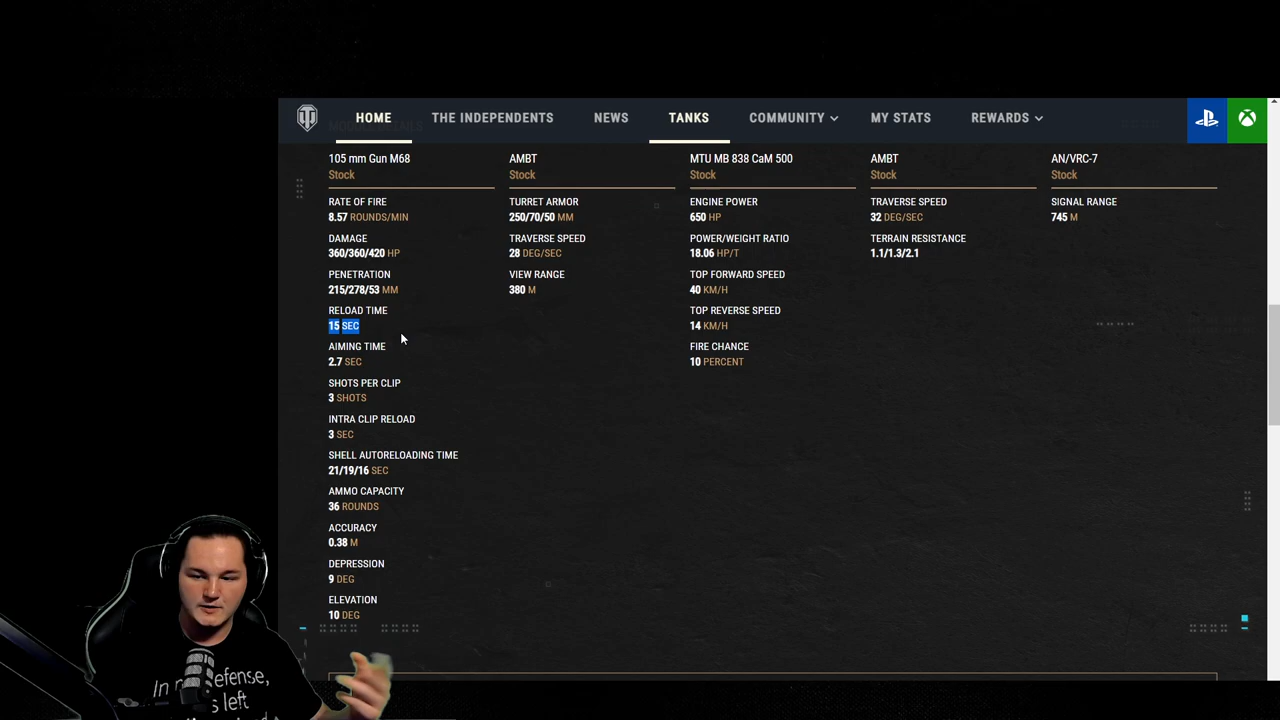 HOME
THE INDEPENDENTS
NEWS
TANKS
COMMUNITY
MY STATS
REWARDS
105 mm Gun M68
Stock
RATE OF FIRE
8.57 ROUNDS/MIN
DAMAGE
360/360/420 HP
PENETRATION
215/278/53 MM
RELOAD TIME
15 SEC
AIMING TIME
2.7 SEC
SHOTS PER CLIP
3 SHOTS
INTRA CLIP RELOAD
3 SEC
SHELL AUTORELOADING TIME
21/19/16 SEC
AMMO CAPACITY
36 ROUNDS
ACCURACY
0.38 M
DEPRESSION
9 DEG
ELEVATION
10 DEG
AMBT
Stock
TURRET ARMOR
250/70/50 MM
TRAVERSE SPEED
28 DEG/SEC
VIEW RANGE
380 M
MTU MB 838 CaM 500
Stock
ENGINE POWER
650 HP
POWER/WEIGHT RATIO
18.06 HP/T
TOP FORWARD SPEED
40 KM/H
TOP REVERSE SPEED
14 KM/H
FIRE CHANCE
10 PERCENT
AMBT
Stock
TRAVERSE SPEED
32 DEG/SEC
TERRAIN RESISTANCE
1.1/1.3/2.1
AN/VRC-7
Stock
SIGNAL RANGE
745 M
In
left